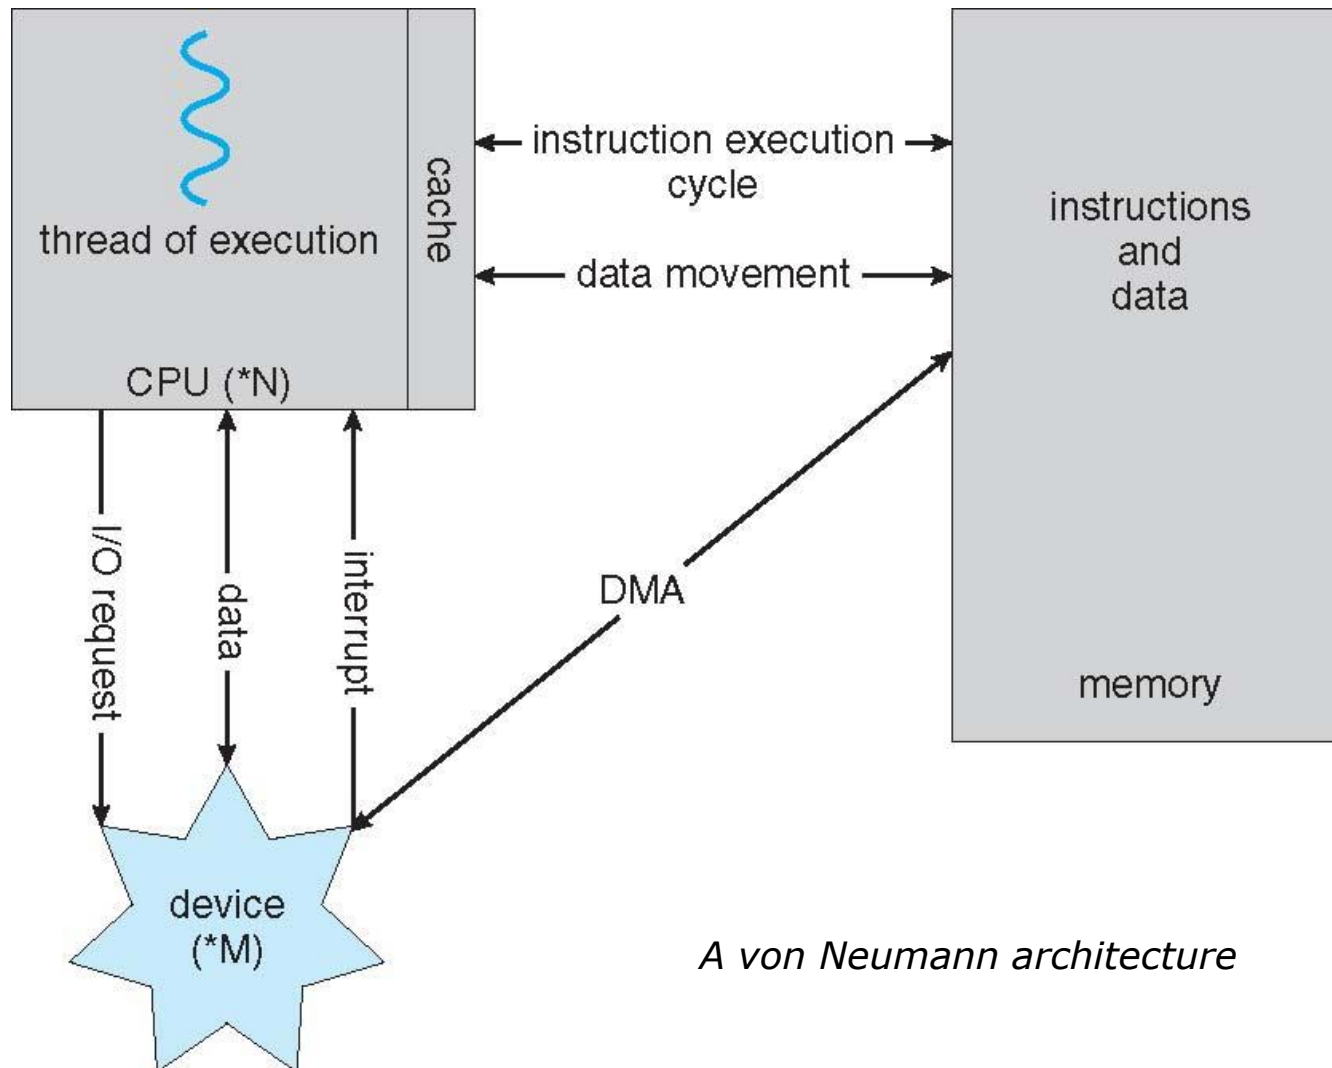 thread of execution
CPU (*N)
cache
instruction execution
cycle
data movement
instructions
and
data
memory
I/O request
data
interrupt
DMA
device
(*M)
A von Neumann architecture